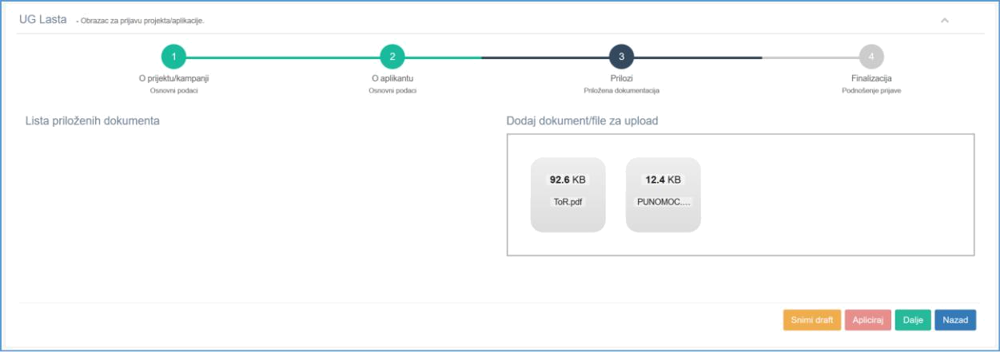 UG Lasta - Obrazac za prijavu projekta/aplikacije.
1
2
3
4
O prijektu/kampanji
O aplikantu
Prilozi
Finalizacija
Osnovni podaci
Osnovni podaci
Priložena dokumentacija
Podnošenje prijave
Lista priloženih dokumenta
Dodaj dokument/file za upload
92.6 KB
12.4 KB
ToR.pdf
PUNOMOC....
Snimi draft
Apliciraj
Dalje
Nazad